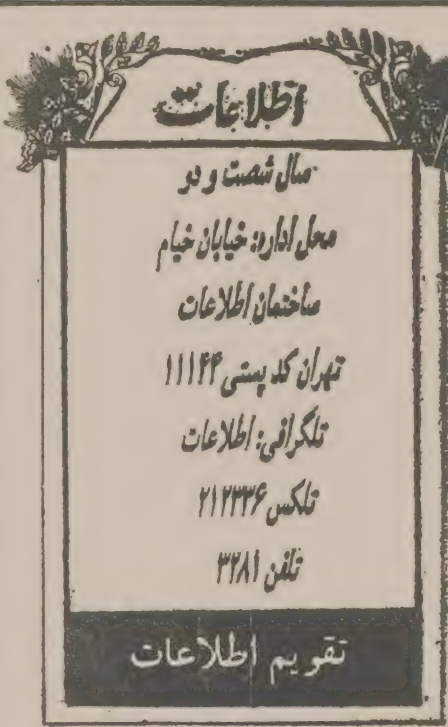 اطلاعات
سال شصت و دو
محل اداره: خیابان خیام
ساختمان اطلاعات
تهران کد پستی ۱۱۱۴۴
تلگرافی: اطلاعات
تلکس ۲۱۲۳۳۶
تلفن ۳۲۸۱
تقویم اطلاعات